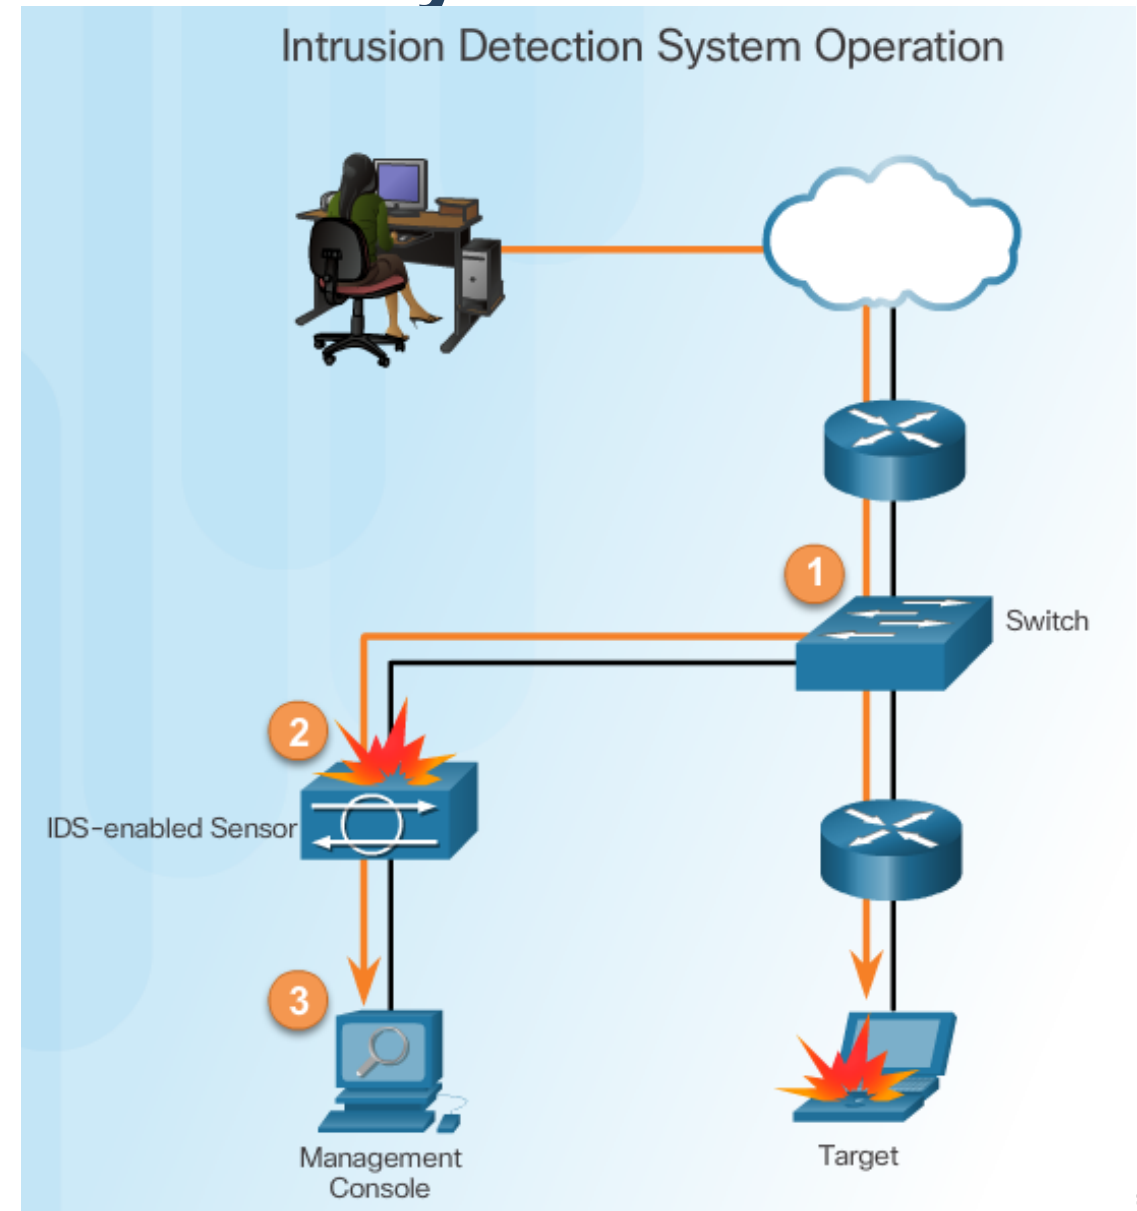 Intrusion Detection System Operation
1
Switch
2
IDS-enabled Sensor
3
Management
Console
Target